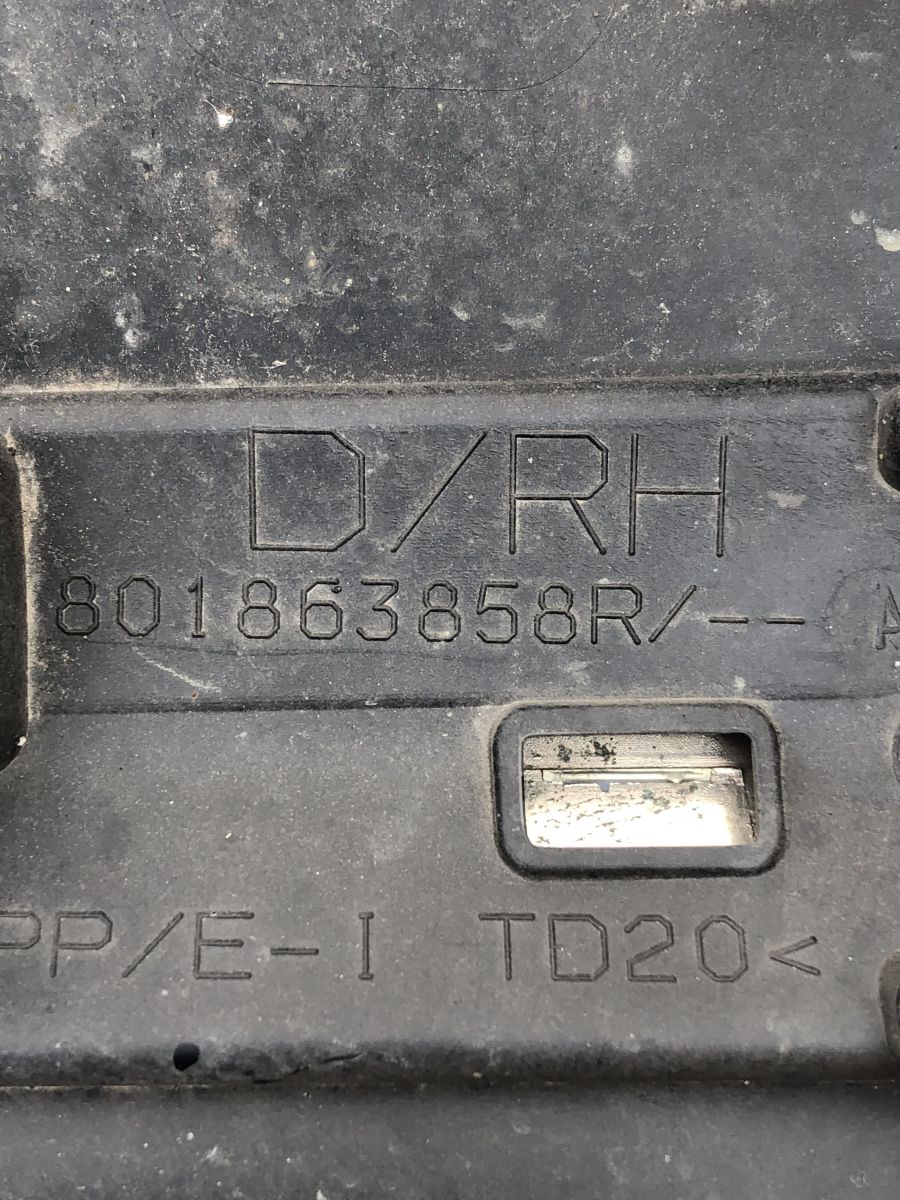 D/RH
801863858R/-- A
PP/E-I TD20<